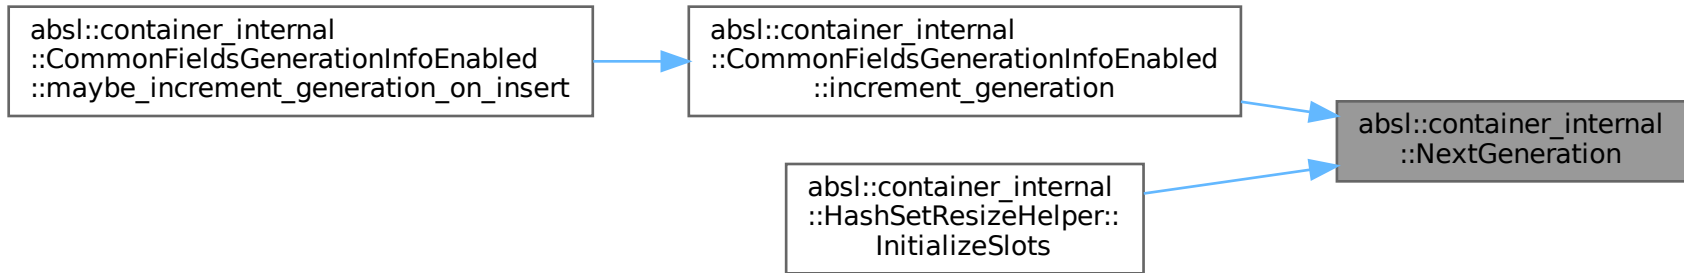 absl::container_internal
::CommonFieldsGenerationInfoEnabled
::maybe_increment_generation_on_insert
absl::container_internal
::CommonFieldsGenerationInfoEnabled
::increment_generation
absl::container_internal
::NextGeneration
absl::container_internal
::HashSetResizeHelper::
InitializeSlots